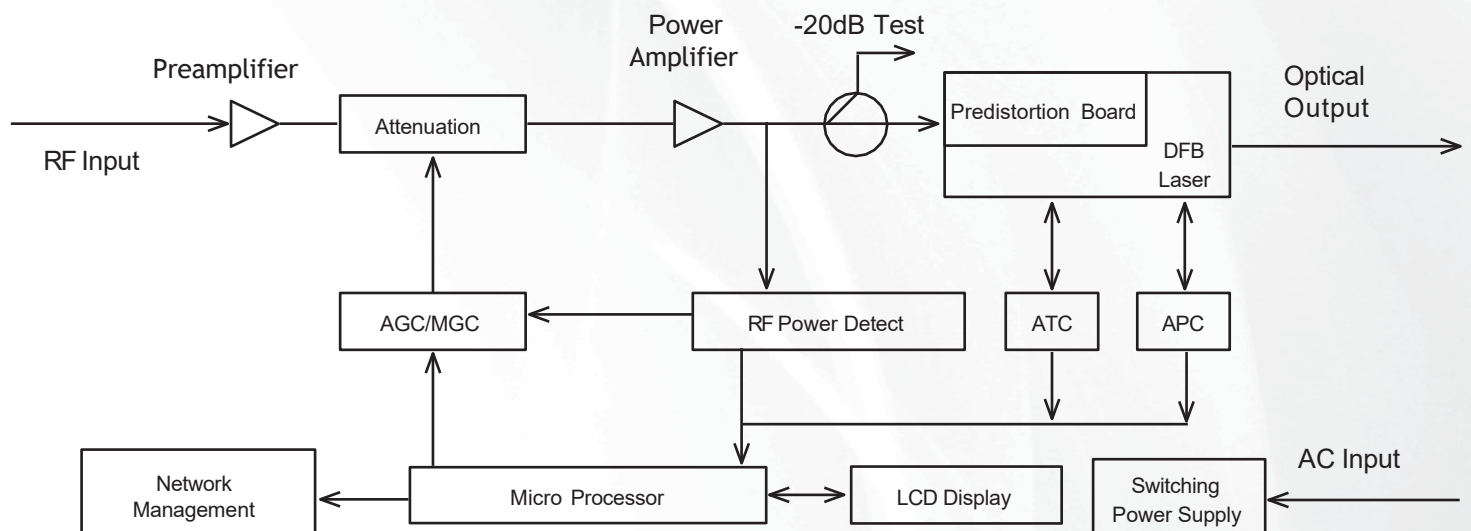 Power
Amplifier
-20dB Test
Preamplifier
Optical
Output
Attenuation
Predistortion Board
RF Input
DFB
Laser
AGC/MGC
RF Power Detect
ATC
APC
AC Input
Network
Management
Micro Processor
LCD Display
Switching
Power Supply